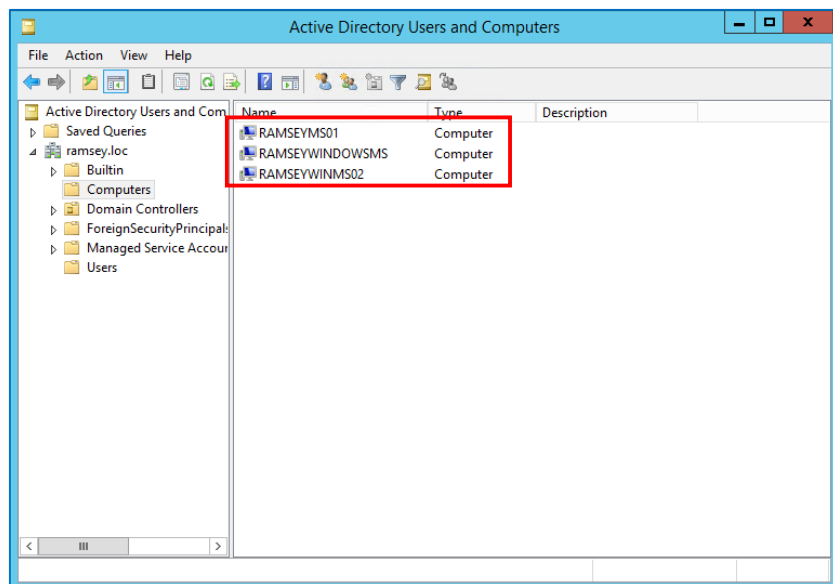 Active Directory Users and Computers
File Action View Help
Active Directory Users and Com
Saved Queries
ramsey.loc
Builtin
Computers
Domain Controllers
ForeignSecurityPrincipals
Managed Service Accour
Users
Name Type Description
RAMSEYMS01 Computer
RAMSEYWINDOWSMS Computer
RAMSEYWINMS02 Computer